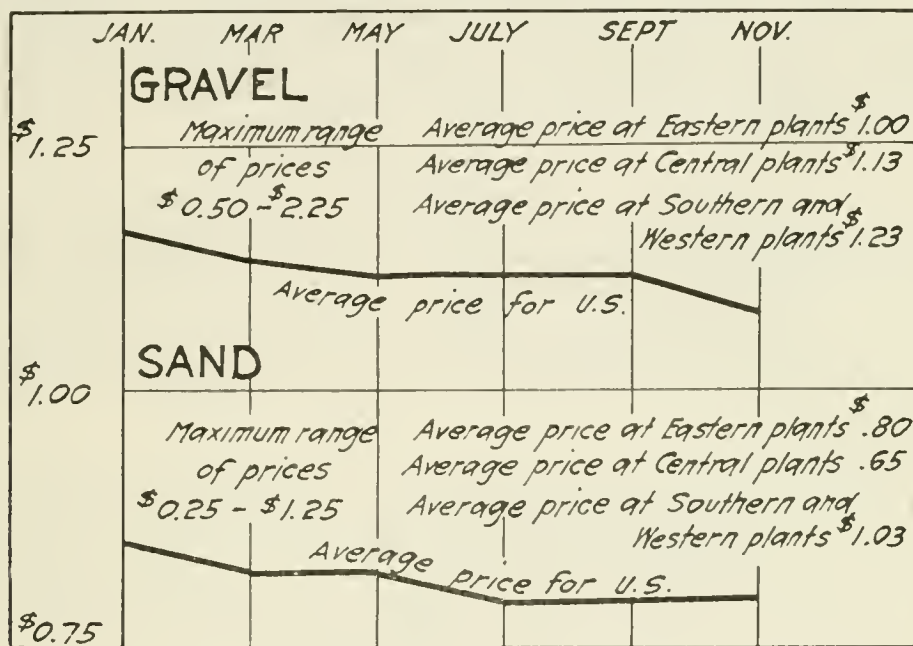 JAN. MAR MAY JULY SEPT NOV.
GRAVEL
$1.25
Maximum range
of prices
$0.50 - $2.25
Average price at Eastern plants $1.00
Average price at Central plants $1.13
Average price at Southern and
Western plants $1.23
Average price for U.S.
SAND
$1.00
Maximum range
of prices
$0.25 - $1.25
Average price at Eastern plants $.80
Average price at Central plants .65
Average price at Southern and
Western plants $1.03
Average price for U.S.
$0.75